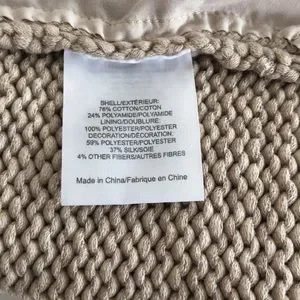 SHELL/EXTÉRIEUR:
76% COTTON/COTON
24% POLYAMIDE/POLYAMIDE
LINING/DOUBLURE:
100% POLYESTER/POLYESTER
DECORATION/DÉCORATION:
59% POLYESTER/POLYESTER
37% SILK/SOIE
4% OTHER FIBERS/AUTRES FIBRES
Made in China/Fabrique en Chine